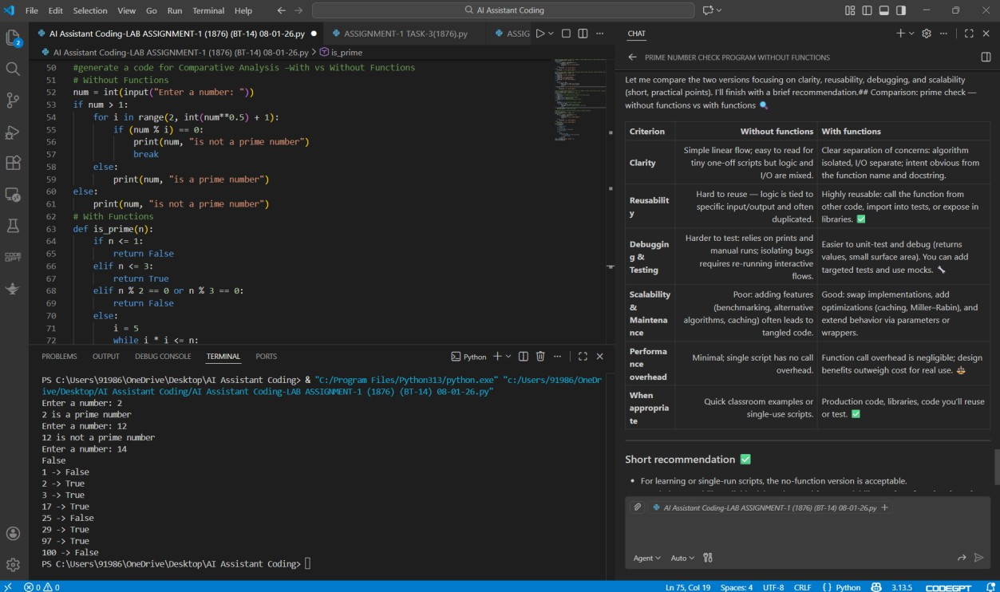 File Edit Selection View Go Run Terminal Help
AI Assistant Coding
AI Assistant Coding-LAB ASSIGNMENT-1 (1876) (BT-14) 08-01-26.py
ASSIGNMENT-1 TASK-3(1876).py
ASSIG
AI Assistant Coding-LAB ASSIGNMENT-1 (1876) (BT-14) 08-01-26.py > is_prime
2
50 #generate a code for Comparative Analysis –With vs Without Functions
51 # Without Functions
52 num = int(input("Enter a number: "))
53 if num > 1:
54 for i in range(2, int(num**0.5) + 1):
55 if (num % i) == 0:
56 print(num, "is not a prime number")
57 break
58 else:
59 print(num, "is a prime number")
60 else:
61 print(num, "is not a prime number")
62 # With Functions
63 def is_prime(n):
64 if n <= 1:
65 return False
66 elif n <= 3:
67 return True
68 elif n % 2 == 0 or n % 3 == 0:
69 return False
70 else:
71 i = 5
72 while i * i <= n:
PROBLEMS OUTPUT DEBUG CONSOLE TERMINAL PORTS
Python
PS C:\Users\91986\OneDrive\Desktop\AI Assistant Coding> & "C:/Program Files/Python313/python.exe" "c:/Users/91986/OneDr
ive/Desktop/AI Assistant Coding/AI Assistant Coding-LAB ASSIGNMENT-1 (1876) (BT-14) 08-01-26.py"
Enter a number: 2
2 is a prime number
Enter a number: 12
12 is not a prime number
Enter a number: 14
False
1 -> False
2 -> True
3 -> True
17 -> True
25 -> False
29 -> True
97 -> True
100 -> False
PS C:\Users\91986\OneDrive\Desktop\AI Assistant Coding>
CHAT
PRIME NUMBER CHECK PROGRAM WITHOUT FUNCTIONS
Let me compare the two versions focusing on clarity, reusability, debugging, and scalability
(short, practical points). I'll finish with a brief recommendation.## Comparison: prime check —
without functions vs with functions 🔍
Criterion Without functions With functions
Clarity
Simple linear flow; easy to read for
tiny one-off scripts but logic and
I/O are mixed.
Clear separation of concerns: algorithm
isolated, I/O separate; intent obvious from
the function name and docstring.
Reusabilit
y
Hard to reuse — logic is tied to
specific input/output and often
duplicated.
Highly reusable: call the function from
other code, import into tests, or expose in
libraries. ✅
Debuggin
g &
Testing
Harder to test: relies on prints and
manual runs; isolating bugs
requires re-running interactive
flows.
Easier to unit-test and debug (returns
values, small surface area). You can add
targeted tests and use mocks. 🔧
Scalability
&
Maintena
nce
Poor: adding features
(benchmarking, alternative
algorithms, caching) often leads to
tangled code.
Good: swap implementations, add
optimizations (caching, Miller–Rabin), and
extend behavior via parameters or
wrappers.
Performa
nce
overhead
Minimal; single script has no call
overhead.
Function call overhead is negligible; design
benefits outweigh cost for real use. ⚖️
When
appropria
te
Quick classroom examples or
single-use scripts.
Production code, libraries, code you'll reuse
or test. ✅
Short recommendation ✅
• For learning or single-run scripts, the no-function version is acceptable.
AI Assistant Coding-LAB ASSIGNMENT-1 (1876) (BT-14) 08-01-26.py
Agent Auto
0 0
Ln 75, Col 19 Spaces: 4 UTF-8 CRLF { } Python 3.13.5 CODEGPT
CODE
GPT